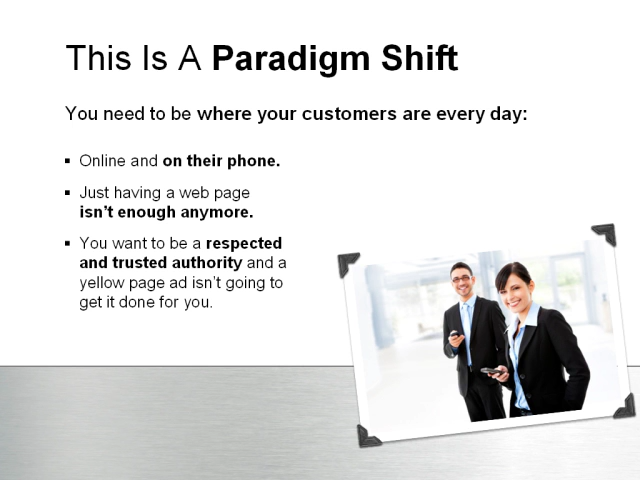 This Is A Paradigm Shift
You need to be where your customers are every day:
▪ Online and on their phone.
▪ Just having a web page
isn’t enough anymore.
▪ You want to be a respected
and trusted authority and a
yellow page ad isn’t going to
get it done for you.